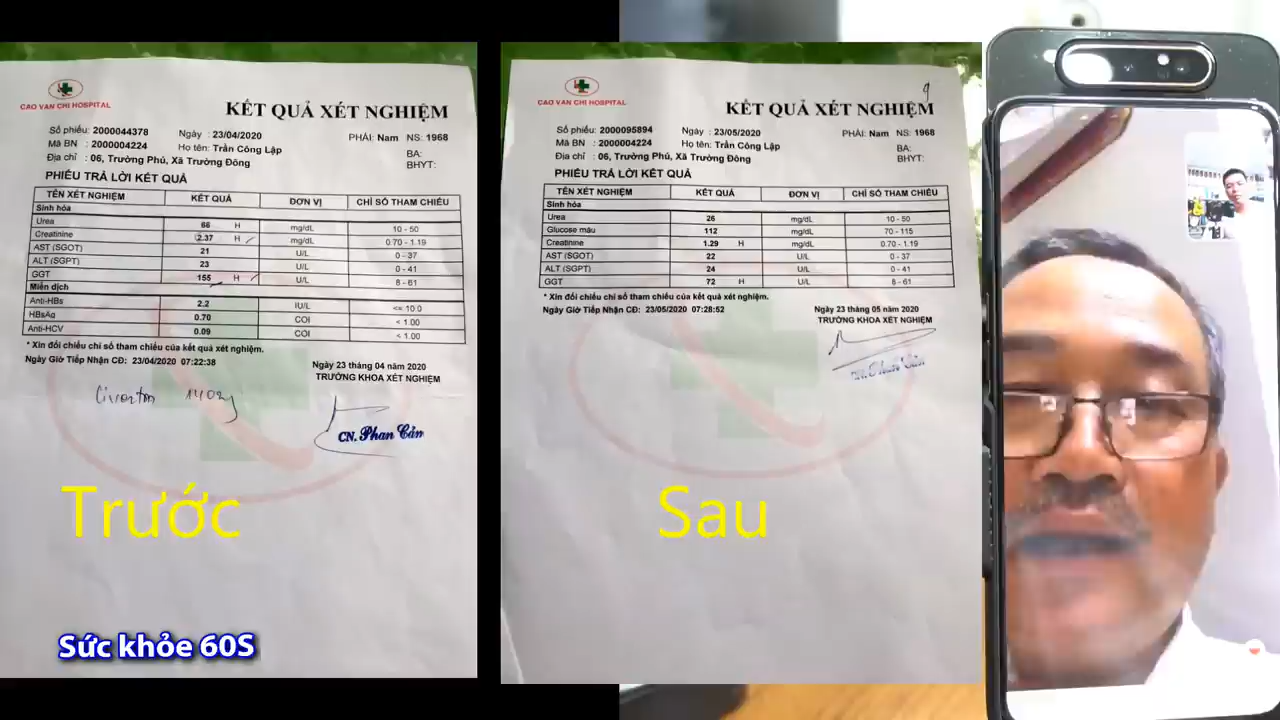 CAO VAN CHI HOSPITAL
KẾT QUẢ XÉT NGHIỆM
Số phiếu: 2000044378 Ngày : 23/04/2020 PHÁI: Nam NS: 1968
Mã BN : 2000004224 Họ tên: Trần Công Lập BA:
Địa chỉ : 06, Trường Phú, Xã Trường Đông BHYT:
PHIẾU TRẢ LỜI KẾT QUẢ
TÊN XÉT NGHIỆM KẾT QUẢ ĐƠN VỊ CHỈ SỐ THAM CHIẾU
Sinh hóa
Urea 66 H mg/dL 10 - 50
Creatinine 2.37 H mg/dL 0.70 - 1.19
AST (SGOT) 21 U/L 0 - 37
ALT (SGPT) 23 U/L 0 - 41
GGT 155 H U/L 8 - 61
Miễn dịch
Anti-HBs 2.2 IU/L <= 10.0
HBsAg 0.70 COI < 1.00
Anti-HCV 0.09 COI < 1.00
* Xin đối chiếu chỉ số tham chiếu của kết quả xét nghiệm.
Ngày Giờ Tiếp Nhận CĐ: 23/04/2020 07:22:38
Ngày 23 tháng 04 năm 2020
TRƯỞNG KHOA XÉT NGHIỆM
CN. Phan Cản
Trước
Sức khỏe 60S
9
CAO VAN CHI HOSPITAL
KẾT QUẢ XÉT NGHIỆM
Số phiếu: 2000095894 Ngày : 23/05/2020 PHÁI: Nam NS: 1968
Mã BN : 2000004224 Họ tên: Trần Công Lập BA:
Địa chỉ : 06, Trường Phú, Xã Trường Đông BHYT:
PHIẾU TRẢ LỜI KẾT QUẢ
TÊN XÉT NGHIỆM KẾT QUẢ ĐƠN VỊ CHỈ SỐ THAM CHIẾU
Sinh hóa
Urea 26 mg/dL 10 - 50
Glucose máu 112 mg/dL 70 - 115
Creatinine 1.29 H mg/dL 0.70 - 1.19
AST (SGOT) 22 U/L 0 - 37
ALT (SGPT) 24 U/L 0 - 41
GGT 72 H U/L 8 - 61
* Xin đối chiếu chỉ số tham chiếu của kết quả xét nghiệm.
Ngày Giờ Tiếp Nhận CĐ: 23/05/2020 07:28:52
Ngày 23 tháng 05 năm 2020
TRƯỞNG KHOA XÉT NGHIỆM
Phan Cản
Sau